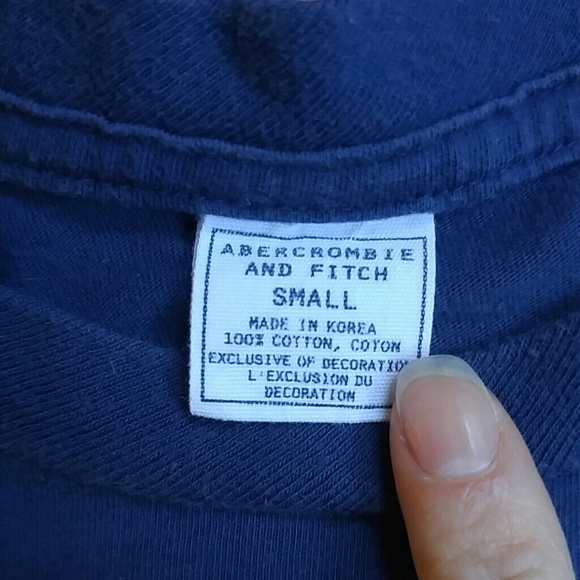 ABERCROMBIE
AND FITCH
SMALL
MADE IN KOREA
100% COTTON, COTON
EXCLUSIVE OF DECORATION
L'EXCLUSION DU
DECORATION